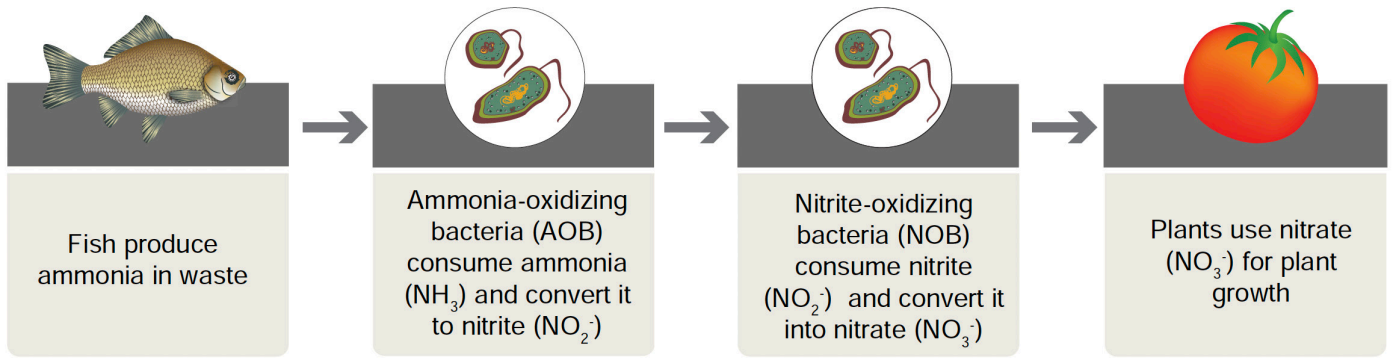 Fish produce
ammonia in waste
Ammonia-oxidizing
bacteria (AOB)
consume ammonia
(NH₃) and convert it
to nitrite (NO₂⁻)
Nitrite-oxidizing
bacteria (NOB)
consume nitrite
(NO₂⁻) and convert it
into nitrate (NO₃⁻)
Plants use nitrate
(NO₃⁻) for plant
growth